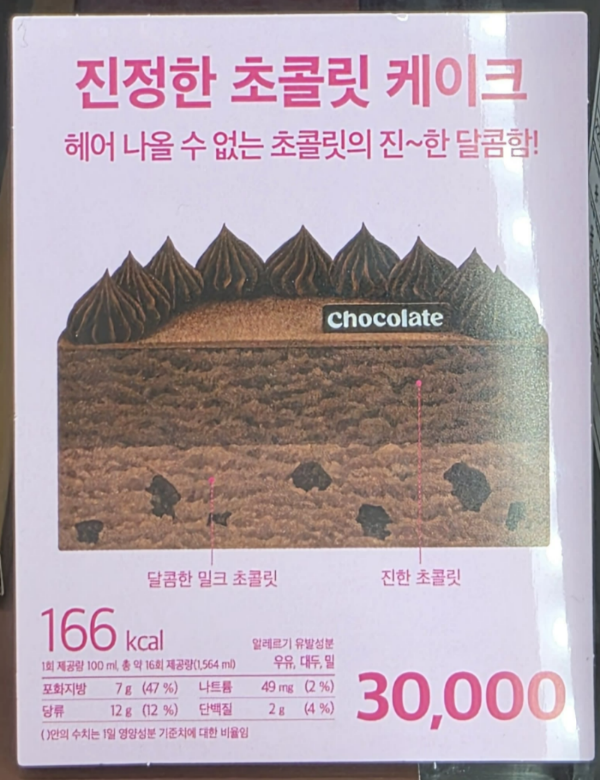 진정한 초콜릿 케이크
헤어 나올 수 없는 초콜릿의 진~한 달콤함!
Chocolate
달콤한 밀크 초콜릿
진한 초콜릿
166 kcal
1회 제공량 100 ml, 총 약 16회 제공량(1,564 ml)
알레르기 유발성분
우유, 대두, 밀
포화지방 7 g (47 %) 나트륨 49 mg (2 %)
당류 12 g (12 %) 단백질 2 g (4 %)
( )안의 수치는 1일 영양성분 기준치에 대한 비율임
30,000